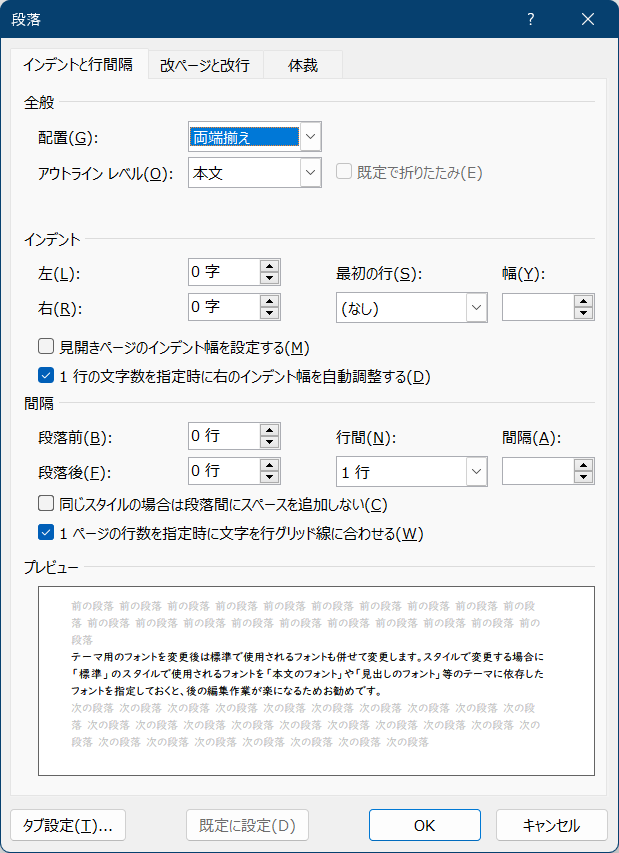 段落 ?
インデントと行間隔 改ページと改行 体裁
全般
配置(G): 両端揃え
アウトライン レベル(O): 本文 既定で折りたたみ(E)
インデント
左(L): 0 字 最初の行(S): 幅(Y):
右(R): 0 字 (なし)
見開きページのインデント幅を設定する(M)
1 行の文字数を指定時に右のインデント幅を自動調整する(D)
間隔
段落前(B): 0 行 行間(N): 間隔(A):
段落後(F): 0 行 1 行
同じスタイルの場合は段落間にスペースを追加しない(C)
1 ページの行数を指定時に文字を行グリッド線に合わせる(W)
プレビュー
前の段落 前の段落 前の段落 前の段落 前の段落 前の段落 前の段落 前の段落 前の段落 前の段
落 前の段落 前の段落 前の段落 前の段落 前の段落 前の段落 前の段落 前の段落 前の段落 前の
段落
テーマ用のフォントを変更後は標準で使用されるフォントも併せて変更します。スタイルで変更する場合に
「標準」のスタイルで使用されるフォントを「本文のフォント」や「見出しのフォント」等のテーマに依存した
フォントを指定しておくと、後の編集作業が楽になるためお勧めです。
次の段落 次の段落 次の段落 次の段落 次の段落 次の段落 次の段落 次の段落 次の段落 次の段
落 次の段落 次の段落 次の段落 次の段落 次の段落 次の段落 次の段落 次の段落 次の段落 次の
段落 次の段落 次の段落 次の段落 次の段落 次の段落 次の段落 次の段落
タブ設定(T)... 既定に設定(D) OK キャンセル